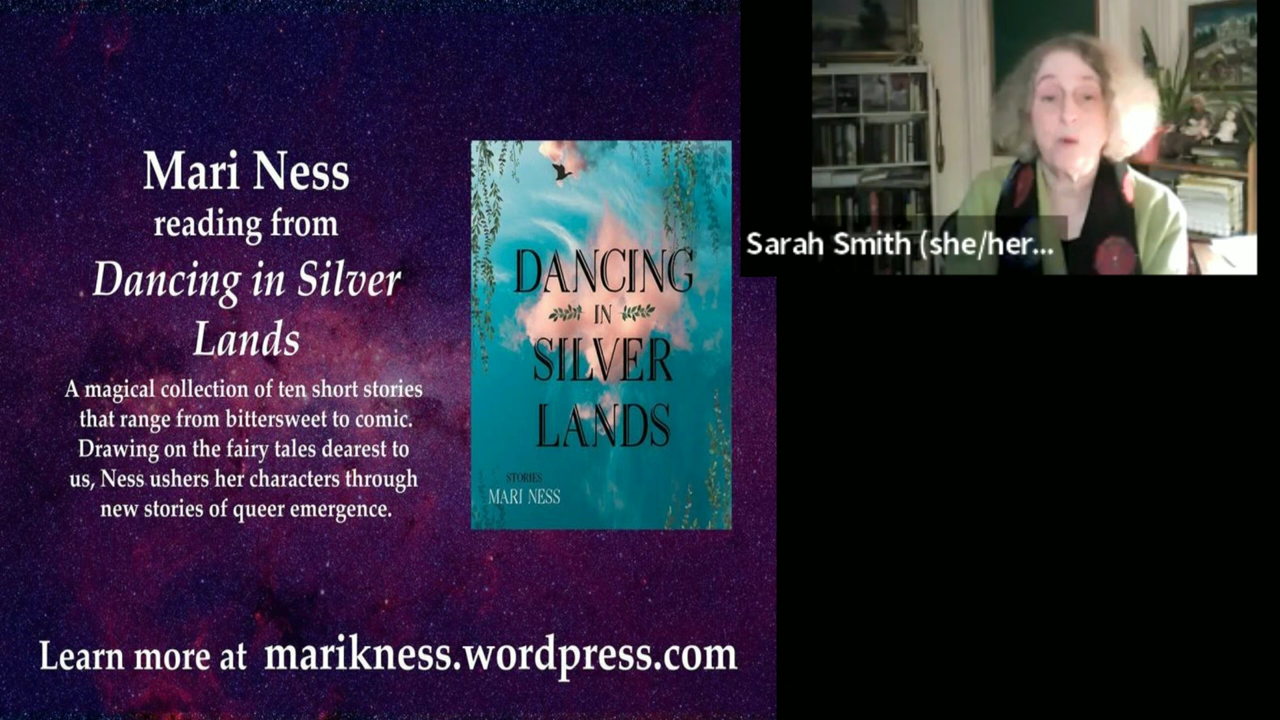 Mari Ness
reading from
Dancing in Silver
Lands
A magical collection of ten short stories
that range from bittersweet to comic.
Drawing on the fairy tales dearest to
us, Ness ushers her characters through
new stories of queer emergence.
Learn more at marikness.wordpress.com
DANCING
IN
SILVER
LANDS
STORIES
MARI NESS
Sarah Smith (she/her...